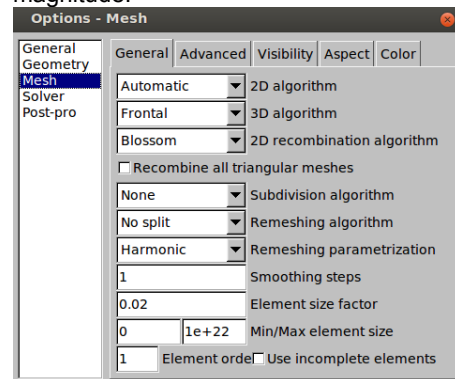 magnitude.
Options - Mesh
General
Geometry
Mesh
Solver
Post-pro
General Advanced Visibility Aspect Color
Automatic 2D algorithm
Frontal 3D algorithm
Blossom 2D recombination algorithm
Recombine all triangular meshes
None Subdivision algorithm
No split Remeshing algorithm
Harmonic Remeshing parametrization
1 Smoothing steps
0.02 Element size factor
0 1e+22 Min/Max element size
1 Element orde Use incomplete elements